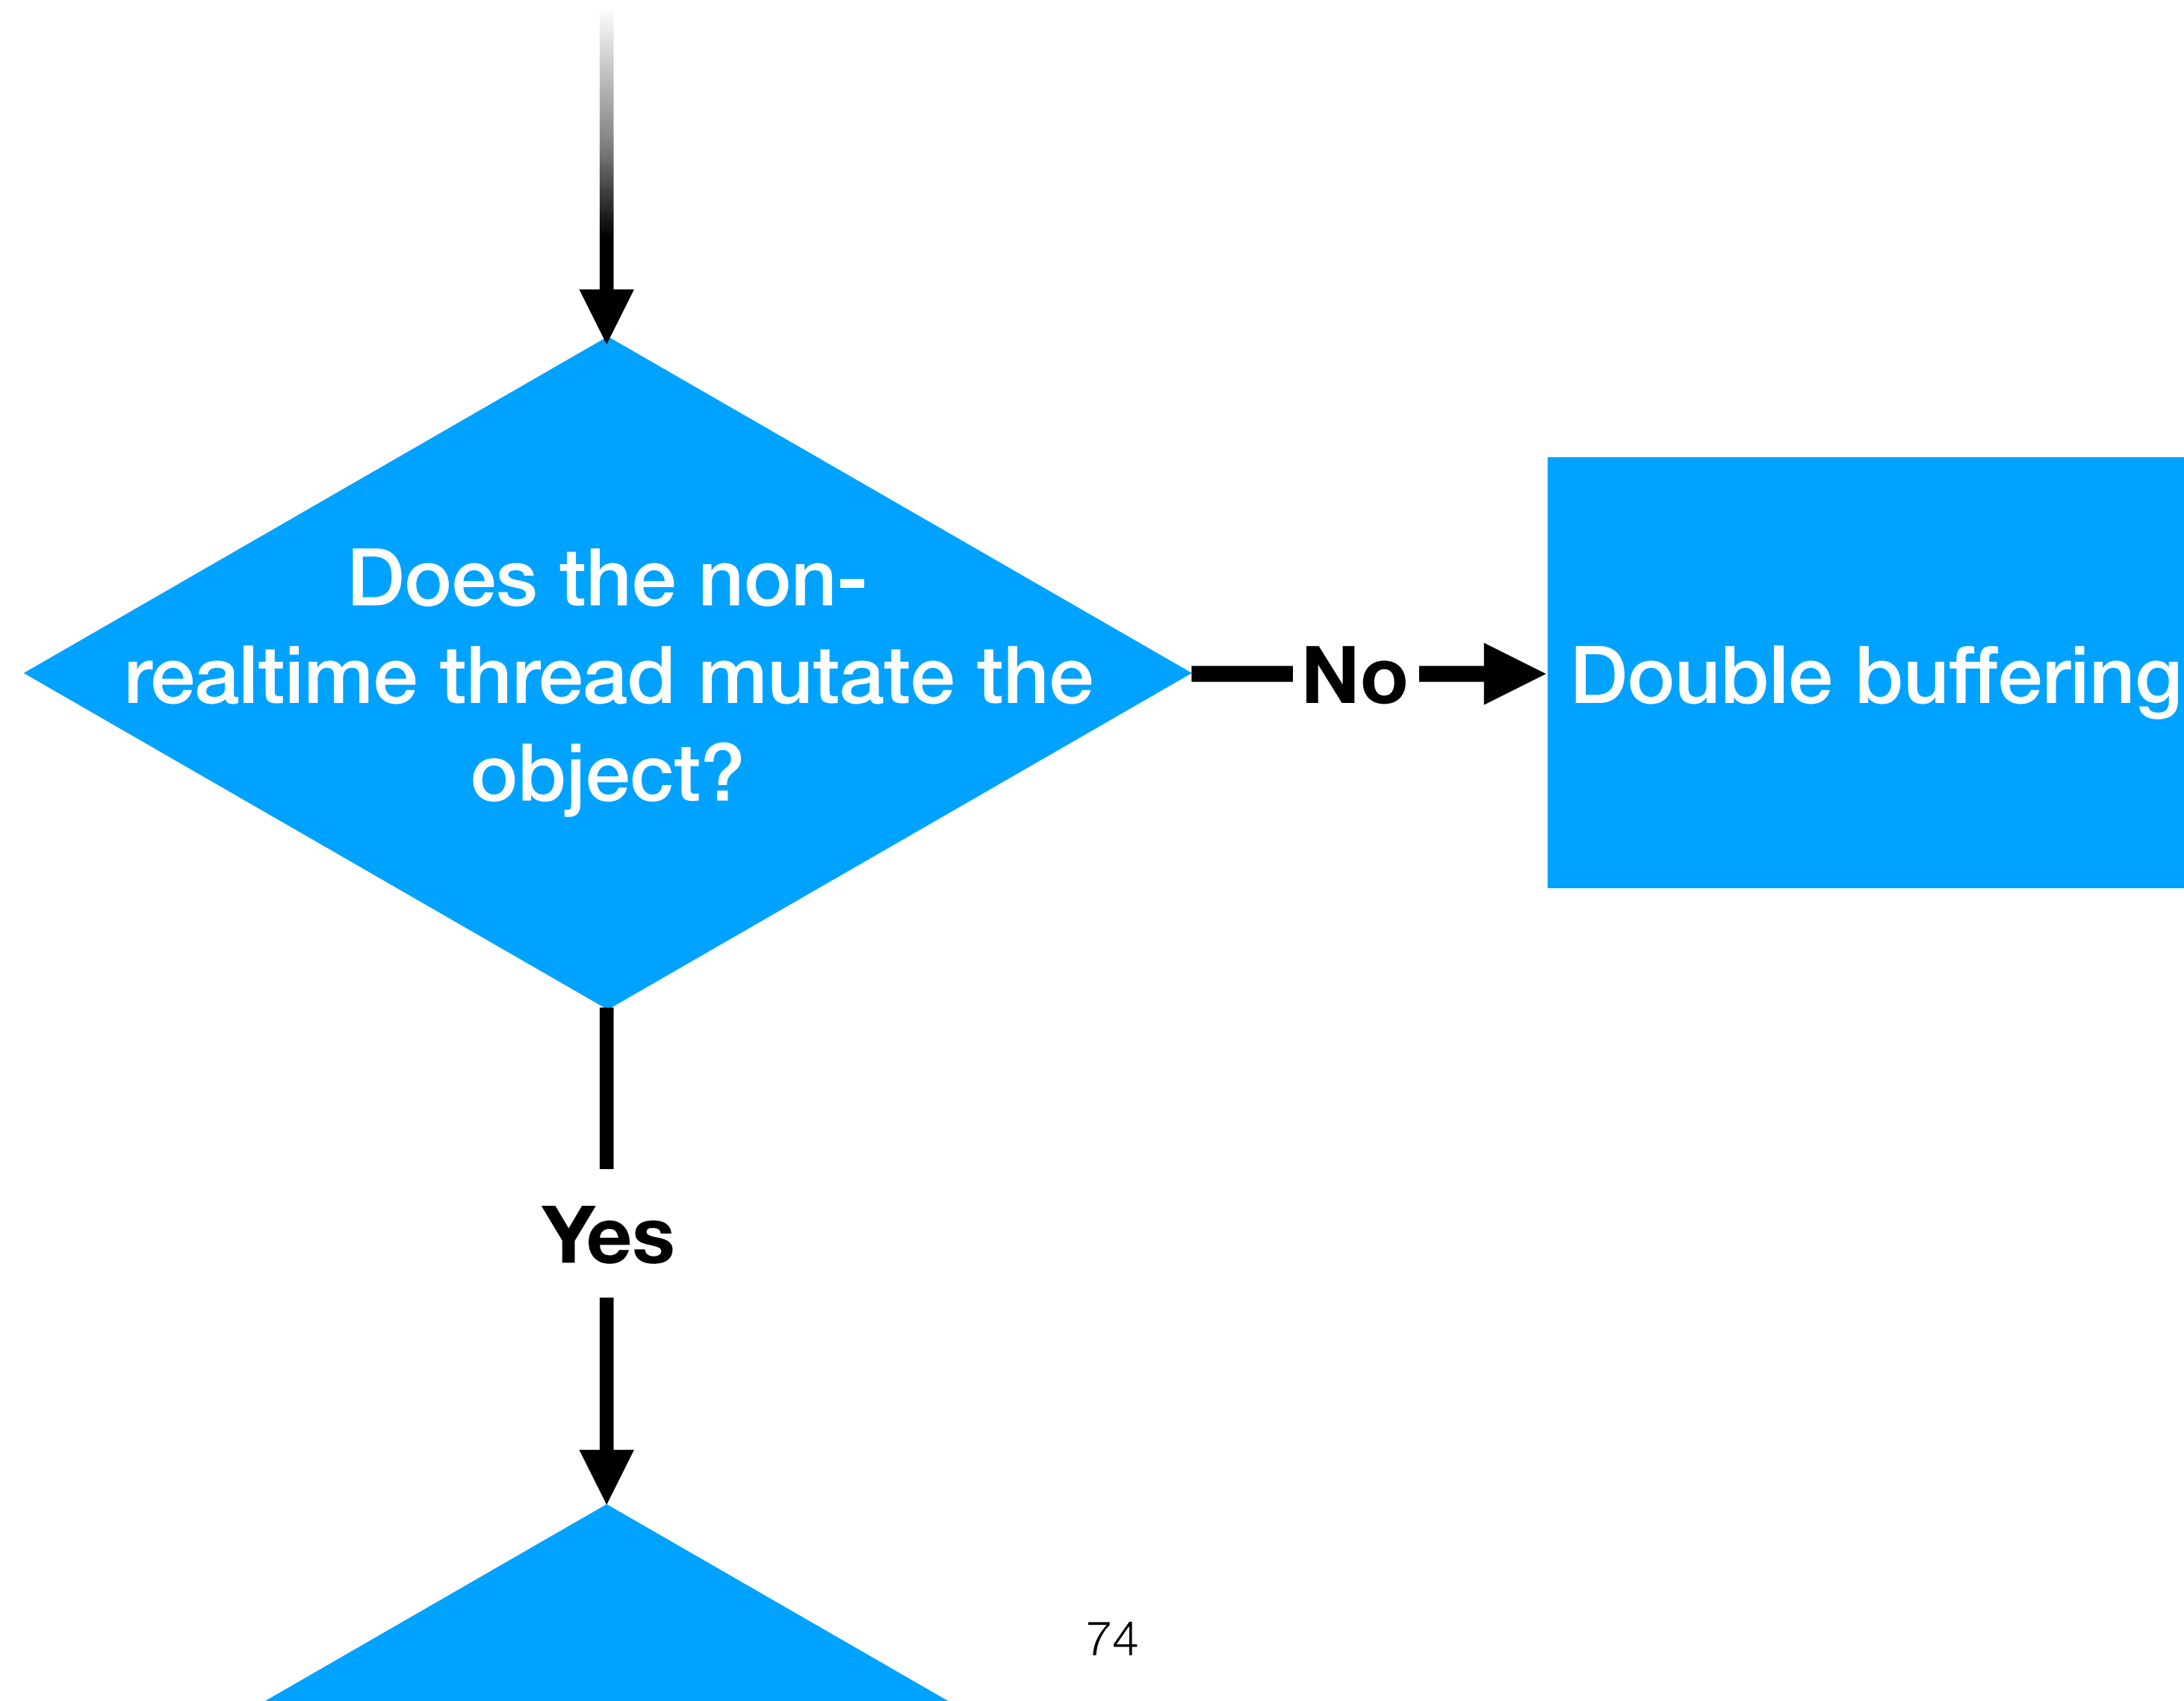 Does the non-
realtime thread mutate the
object?
No
Double buffering
Yes
74